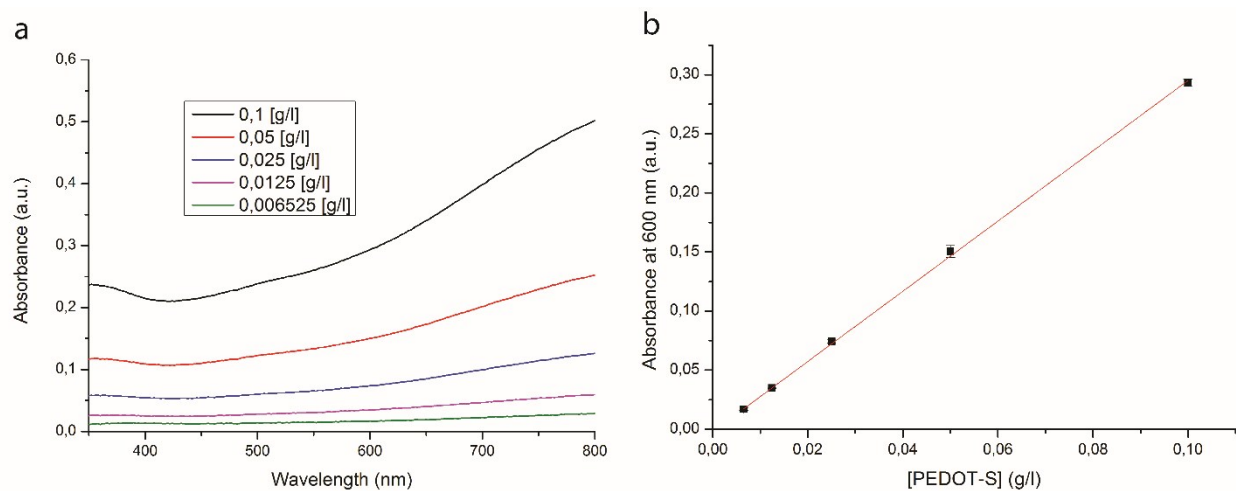 a
0,6
0,5
0,4
0,3
0,2
0,1
0,0
Absorbance (a.u.)
0,1 [g/l]
0,05 [g/l]
0,025 [g/l]
0,0125 [g/l]
0,006525 [g/l]
400 500 600 700 800
Wavelength (nm)
b
0,30
0,25
0,20
0,15
0,10
0,05
0,00
Absorbance at 600 nm (a.u.)
0,00 0,02 0,04 0,06 0,08 0,10
[PEDOT-S] (g/l)